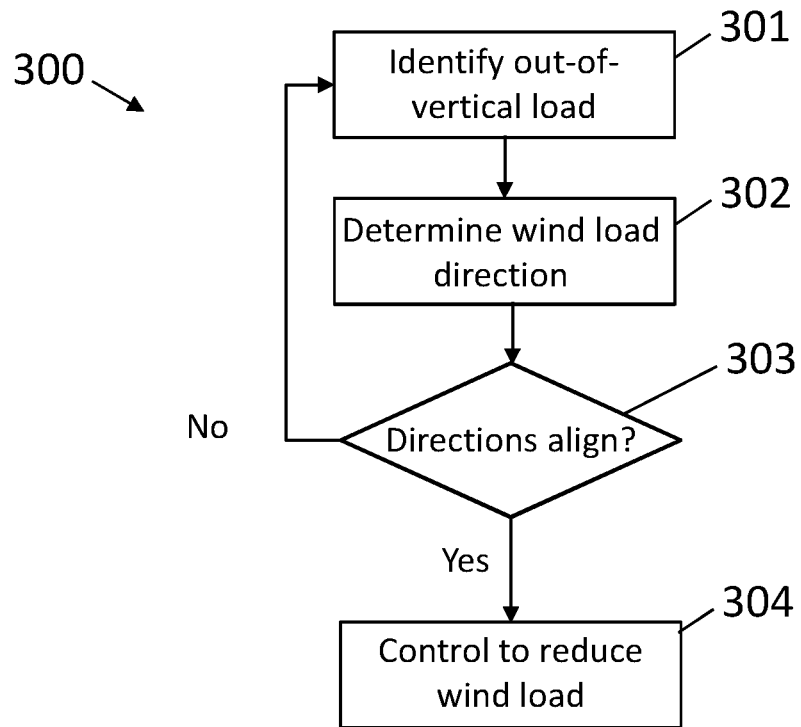 300
301
Identify out-of-
vertical load
302
Determine wind load
direction
303
Directions align?
No
Yes
304
Control to reduce
wind load